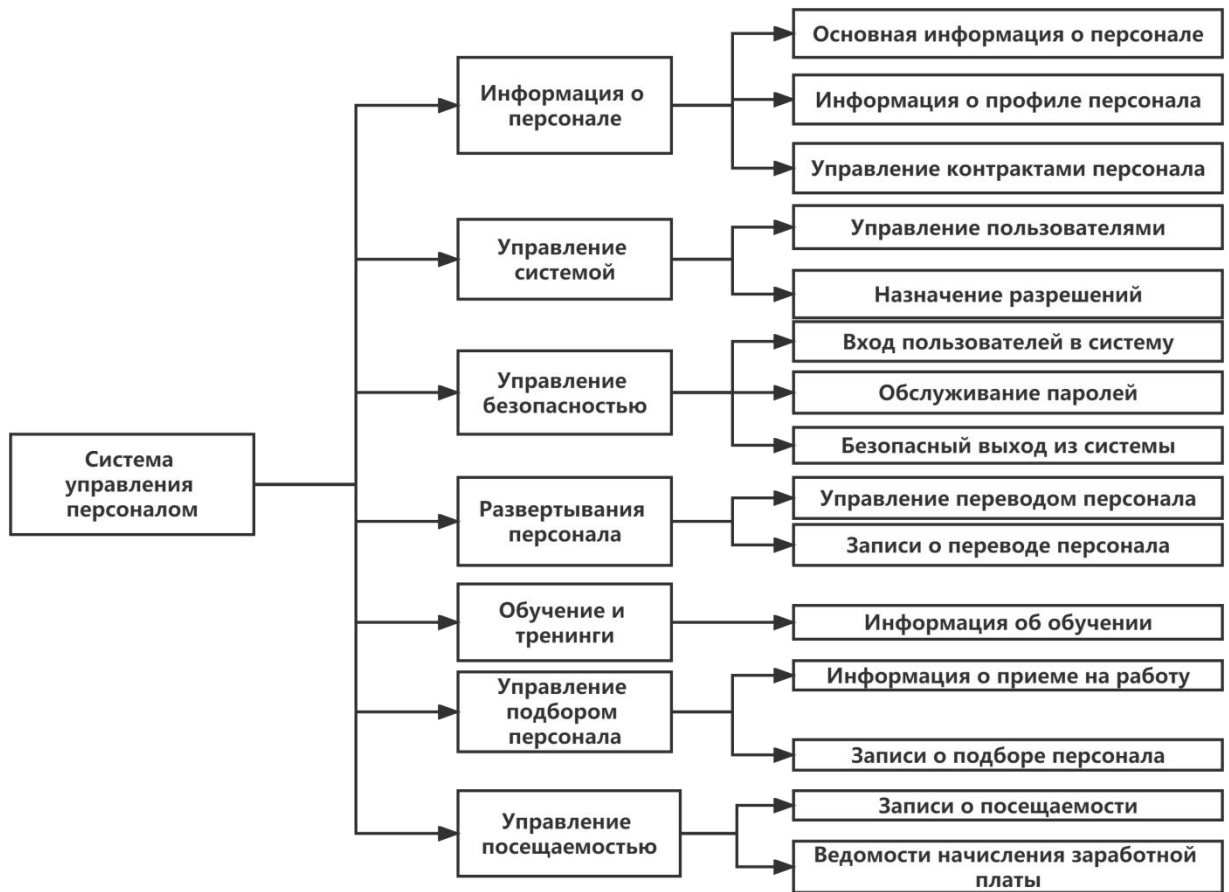 Система
управления
персоналом
Информация о
персонале
Основная информация о персонале
Информация о профиле персонала
Управление контрактами персонала
Управление
системой
Управление пользователями
Назначение разрешений
Управление
безопасностью
Вход пользователей в систему
Обслуживание паролей
Безопасный выход из системы
Развертывания
персонала
Управление переводом персонала
Записи о переводе персонала
Обучение и
тренинги
Информация об обучении
Управление
подбором
персонала
Информация о приеме на работу
Записи о подборе персонала
Управление
посещаемостью
Записи о посещаемости
Ведомости начисления заработной
платы